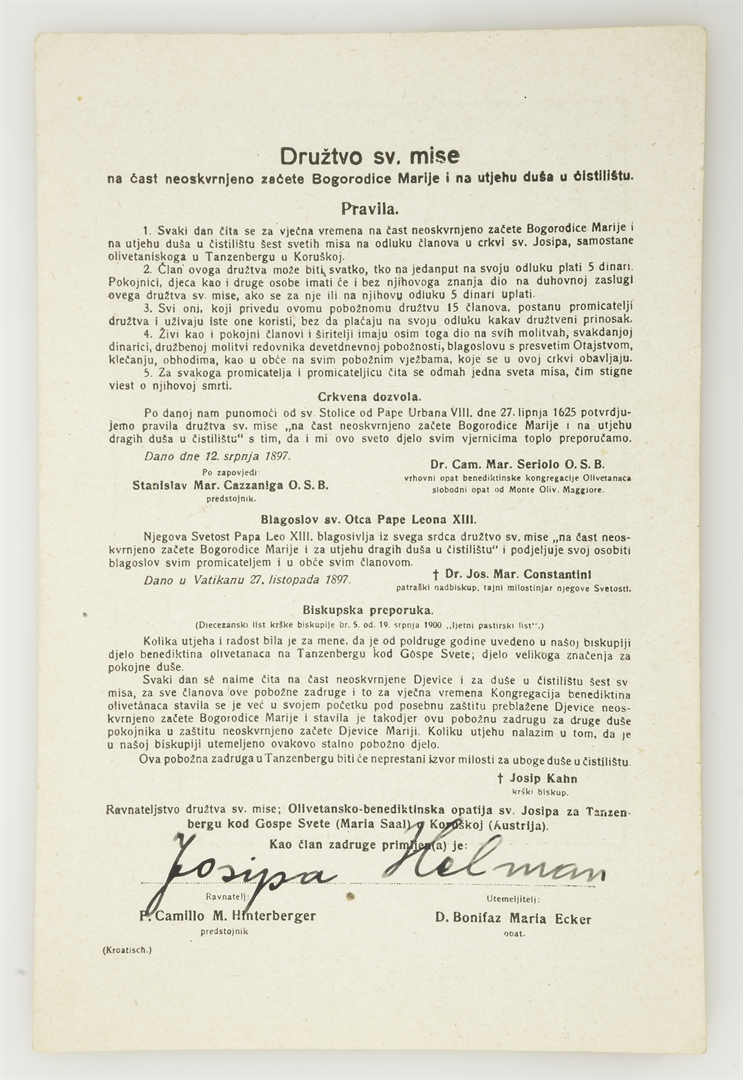 Družtvo sv. mise
na čast neoskvrnjeno začete Bogorodice Marije i na utjehu duša u čistilištu.
Pravila.
1. Svaki dan čita se za vječna vremena na čast neoskvrnjeno začete Bogorodice Marije i
na utjehu duša u čistilištu šest svetih misa na odluku članova u crkvi sv. Josipa, samostane
olivetaniskoga u Tanzenbergu u Koruškoj.
2. Član ovoga družtva može biti svatko, tko na jedanput na svoju odluku plati 5 dinari.
Pokojnici, djeca kao i druge osobe imati će i bez njihovoga znanja dio na duhovnoj zaslugi
ovega družtva sv. mise, ako se za nje ili na njihovu odluku 5 dinari uplati.
3. Svi onj, koji privedu ovomu pobožnomu družtvu 15 članova, postanu promicatelji
družtva i uživaju iste one koristi, bez da plaćaju na svoju odluku kakav družtveni prinosak.
4. Živi kao i pokojni članovi i širitelji imaju osim toga dio na svih molitvah, svakdanjoj
dinarici, družbenoj molitvi redovnika devetdnevnoj pobožnosti, blagoslovu s presvetim Otajstvom,
klečanju, obhodima, kao u obće na svim pobožnim vježbama, koje se u ovoj crkvi obavljaju.
5. Za svakoga promicatelja i promicateljicu čita se odmah jedna sveta misa, čim stigne
viest o njihovoj smrti.
Crkvena dozvola.
Po danoj nam punomoći od sv. Stolice od Pape Urbana VIII. dne 27. lipnja 1625 potvrdju-
jemo pravila družtva sv. mise „na čast neoskvrnjeno začete Bogorodice Marije i na utjehu
dragih duša u čistilištu“ s tim, da i mi ovo sveto djelo svim vjernicima toplo preporučamo.
Dano dne 12. srpnja 1897.
Po zapovjedi:
Stanislav Mar. Cazzaniga O. S. B.
predstojnik.
Dr. Cam. Mar. Seriolo O. S. B.
vrhovni opat benediktinske kongregacije Olivetanaca
slobodni opat od Monte Oliv. Maggiore.
Blagoslov sv. Otca Pape Leona XIII.
Njegova Svetost Papa Leo XIII. blagosivlja iz svega srdca družtvo sv. mise „na čast neos-
kvrnjeno začete Bogorodice Marije i za utjehu dragih duša u čistilištu“ i podjeljuje svoj osobiti
blagoslov svim promicateljem i u obće svim članovom.
Dano u Vatikanu 27. listopada 1897.
† Dr. Jos. Mar. Constantini
patraški nadbiskup, tajni milostinjar njegove Svetosti.
Biskupska preporuka.
(Diecezanski list krške biskupije br. 5. od 19. srpnja 1900 „ljetni pastirski list“.)
Kolika utjeha i radost bila je za mene, da je od poldruge godine uvedeno u našoj biskupiji
djelo benediktina olivetanaca na Tanzenbergu kod Gospe Svete; djelo velikoga značenja za
pokojne duše.
Svaki dan se naime čita na čast neoskvrnjene Djevice i za duše u čistilištu šest sv
misa, za sve članova ove pobožne zadruge i to za vječna vremena Kongregacija benediktina
olivetanaca stavila se je već u svojem početku pod posebnu zaštitu preblažene Djevice neos-
kvrnjeno začete Bogorodice Marije i stavila je takodjer ovu pobožnu zadrugu za druge duše
pokojnika u zaštitu neoskvrnjeno začete Djevice Mariji. Koliku utjehu nalazim u tom, da je
u našoj biskupiji utemeljeno ovakovo stalno pobožno djelo.
Ova pobožna zadruga u Tanzenbergu biti će neprestani izvor milosti za uboge duše u čistilištu.
† Josip Kahn
krški biskup.
Ravnateljstvo družtva sv. mise; Olivetansko-benediktinska opatija sv. Josipa za Tanzen-
bergu kod Gospe Svete (Maria Saal) u Koruškoj (Austrija).
Kao član zadruge primljen(a) je:
Josipa Helman
Ravnatelj:
P. Camillo M. Hinterberger
predstojnik
Utemeljitelj:
D. Bonifaz Maria Ecker
opat.
(Kroatisch.)